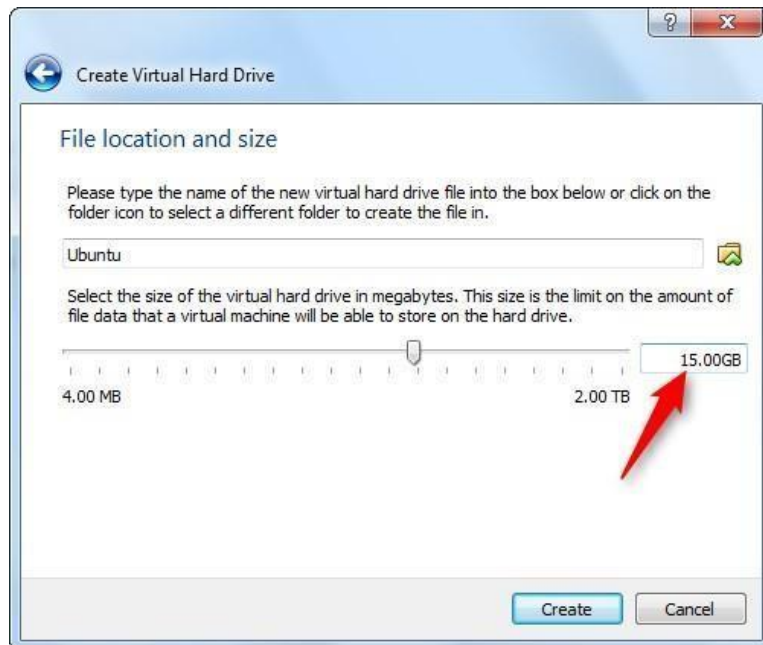 ?
X
Create Virtual Hard Drive
File location and size
Please type the name of the new virtual hard drive file into the box below or click on the
folder icon to select a different folder to create the file in.
Ubuntu
Select the size of the virtual hard drive in megabytes. This size is the limit on the amount of
file data that a virtual machine will be able to store on the hard drive.
15.00GB
4.00 MB
2.00 TB
Create
Cancel